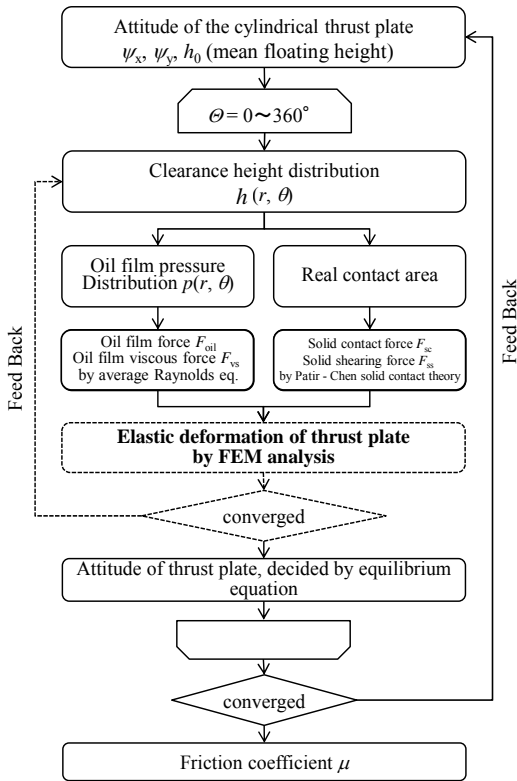 Attitude of the cylindrical thrust plate
ψx, ψy, h0 (mean floating height)
Θ = 0～360°
Clearance height distribution
h (r, θ)
Oil film pressure
Distribution p(r, θ)
Real contact area
Oil film force Foil
Oil film viscous force Fvs
by average Raynolds eq.
Solid contact force Fsc
Solid shearing force Fss
by Patir - Chen solid contact theory
Elastic deformation of thrust plate
by FEM analysis
converged
Attitude of thrust plate, decided by equilibrium
equation
converged
Friction coefficient μ
Feed Back
Feed Back